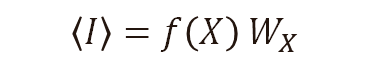 ⟨I⟩ = f(X) W_X